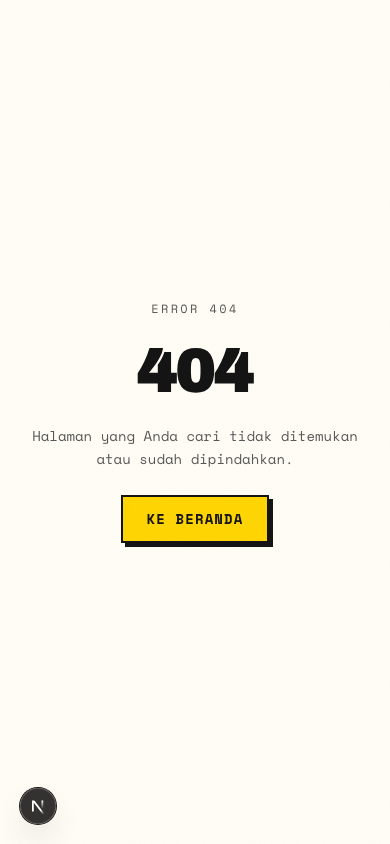 ERROR 404
404
Halaman yang Anda cari tidak ditemukan
atau sudah dipindahkan.
KE BERANDA
N